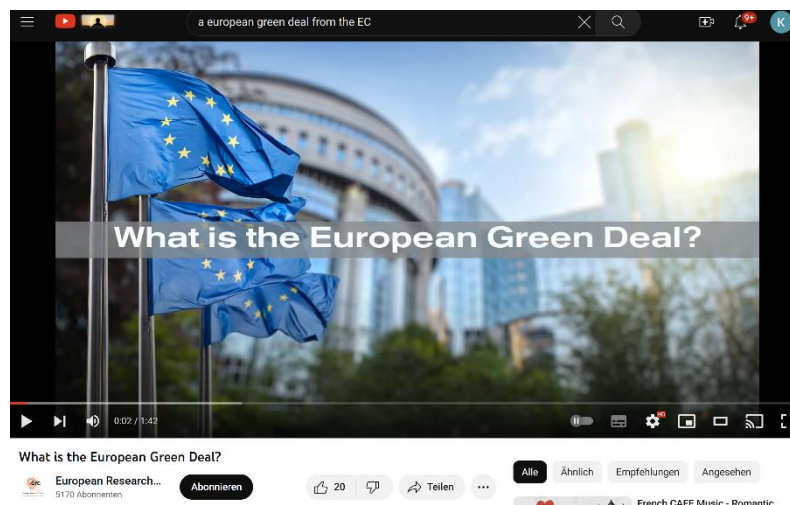 a european green deal from the EC
9+
K
What is the European Green Deal?
0:02 / 1:42
HD
What is the European Green Deal?
European Research...
5170 Abonnenten
Abonnieren
20
Teilen
Alle
Ähnlich
Empfehlungen
Angesehen
French CAFE Music - Romantic